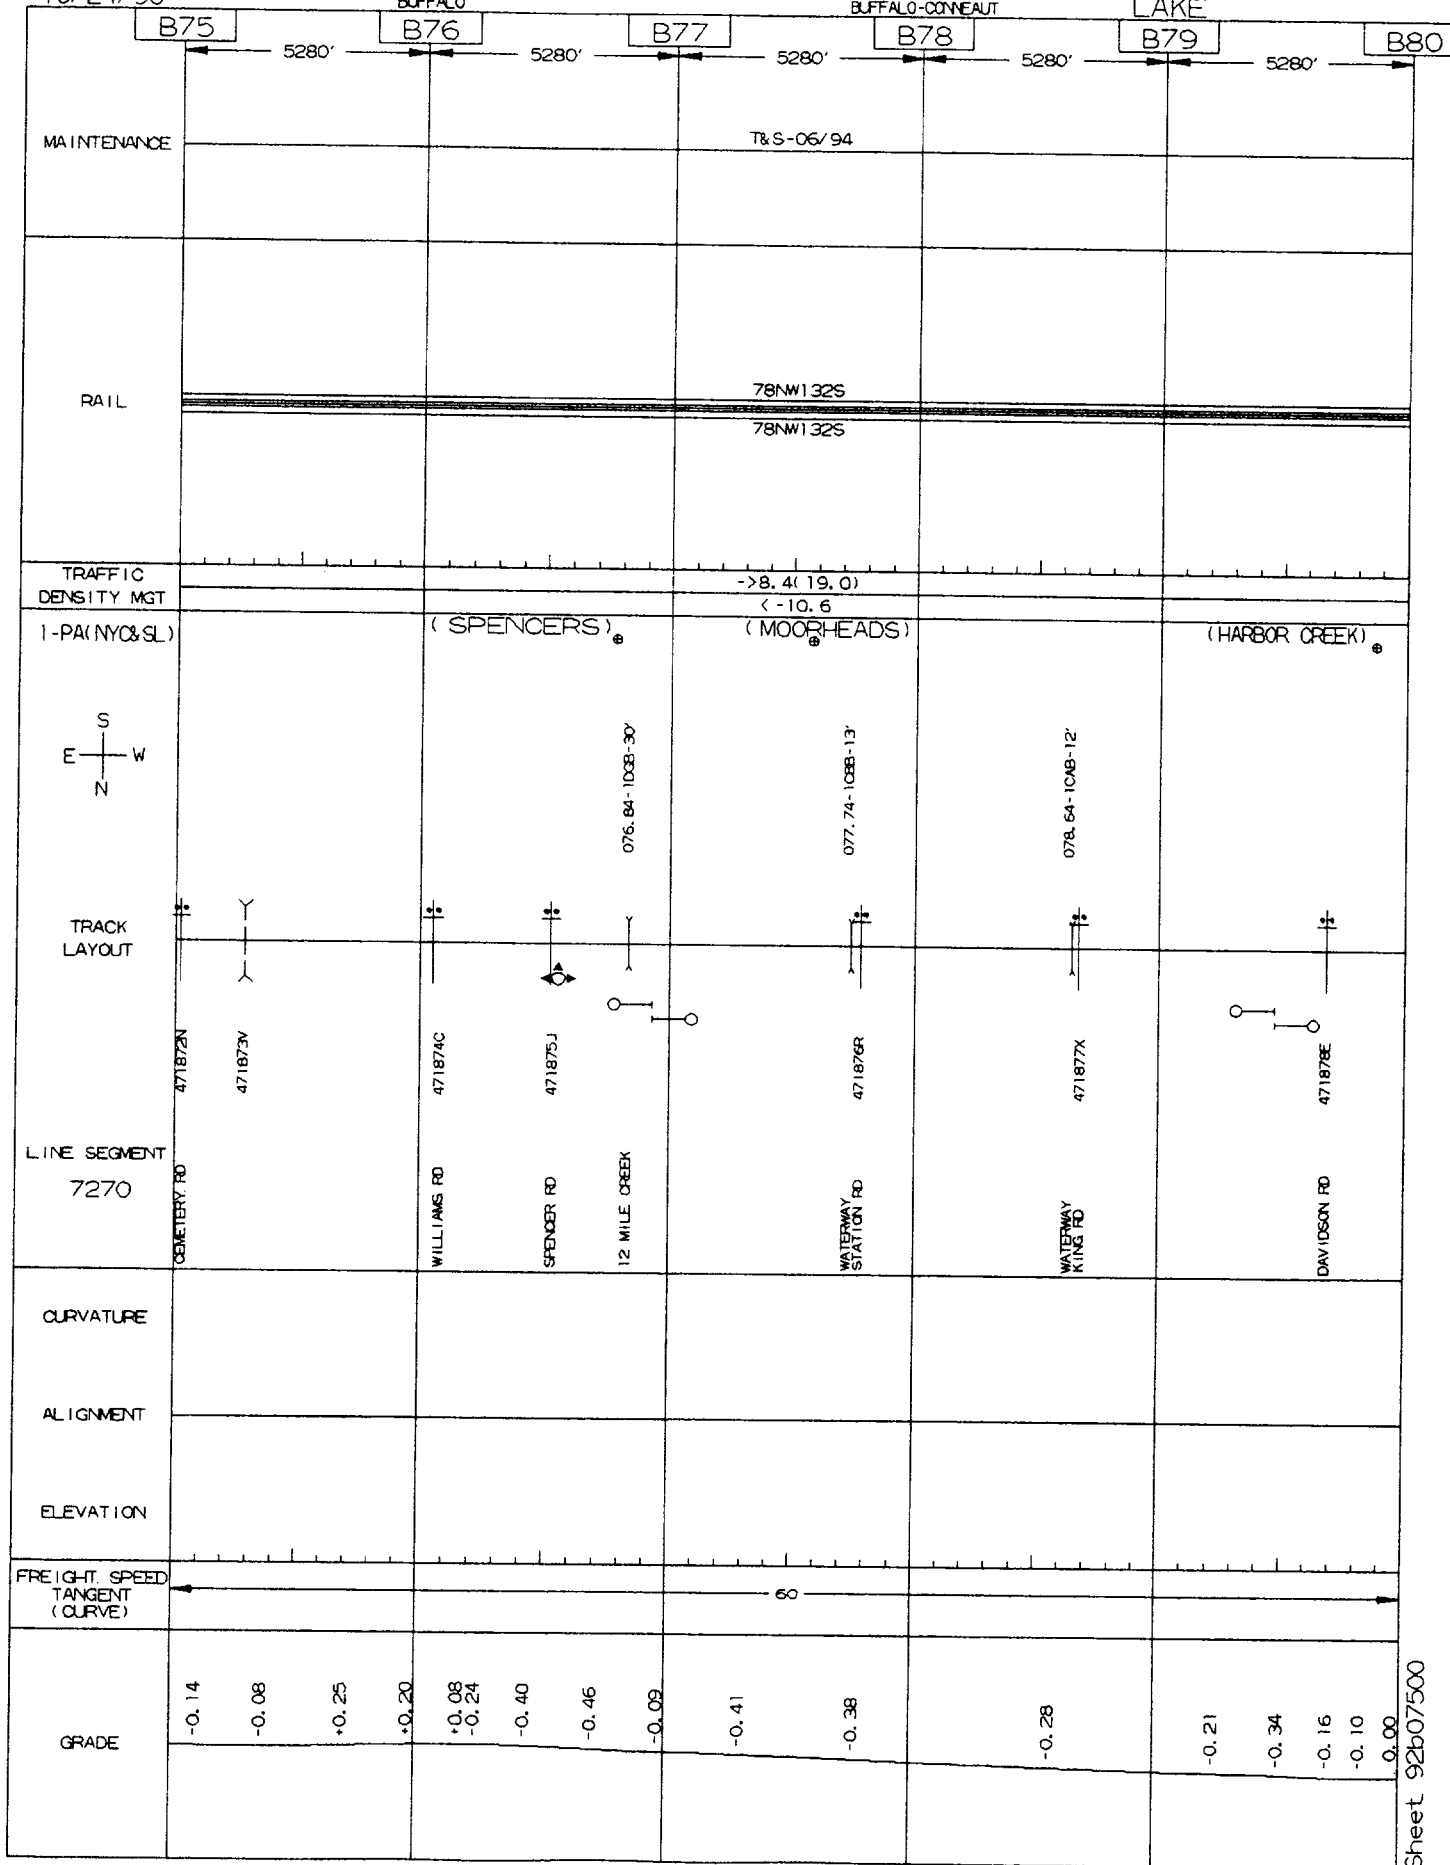 BUFFALO
BUFFALO-CONNEAUT
LAKE
B75
B76
B77
B78
B79
B80
5280'
5280'
5280'
5280'
5280'
MAINTENANCE
T&S-06/94
RAIL
78NW132S
78NW132S
TRAFFIC
DENSITY MGT
->8.4(19.0)
<-10.6
1-PA(NYC&SL)
(SPENCERS)
(MOORHEADS)
(HARBOR CREEK)
S
E
W
N
076.84-1DGB-30'
077.74-1CBB-13'
078.64-1CAB-12'
TRACK
LAYOUT
471872N
471873V
471874C
471875J
471876R
471877X
471878E
LINE SEGMENT
7270
CEMETERY RD
WILLIAMS RD
SPENCER RD
12 MILE CREEK
WATERWAY
STATION RD
WATERWAY
KING RD
DAVIDSON RD
CURVATURE
ALIGNMENT
ELEVATION
FREIGHT SPEED
TANGENT
(CURVE)
60
GRADE
-0.14
-0.08
+0.25
+0.20
+0.08
-0.24
-0.40
-0.46
-0.09
-0.41
-0.38
-0.28
-0.21
-0.34
-0.16
-0.10
0.00
Sheet 92b07500